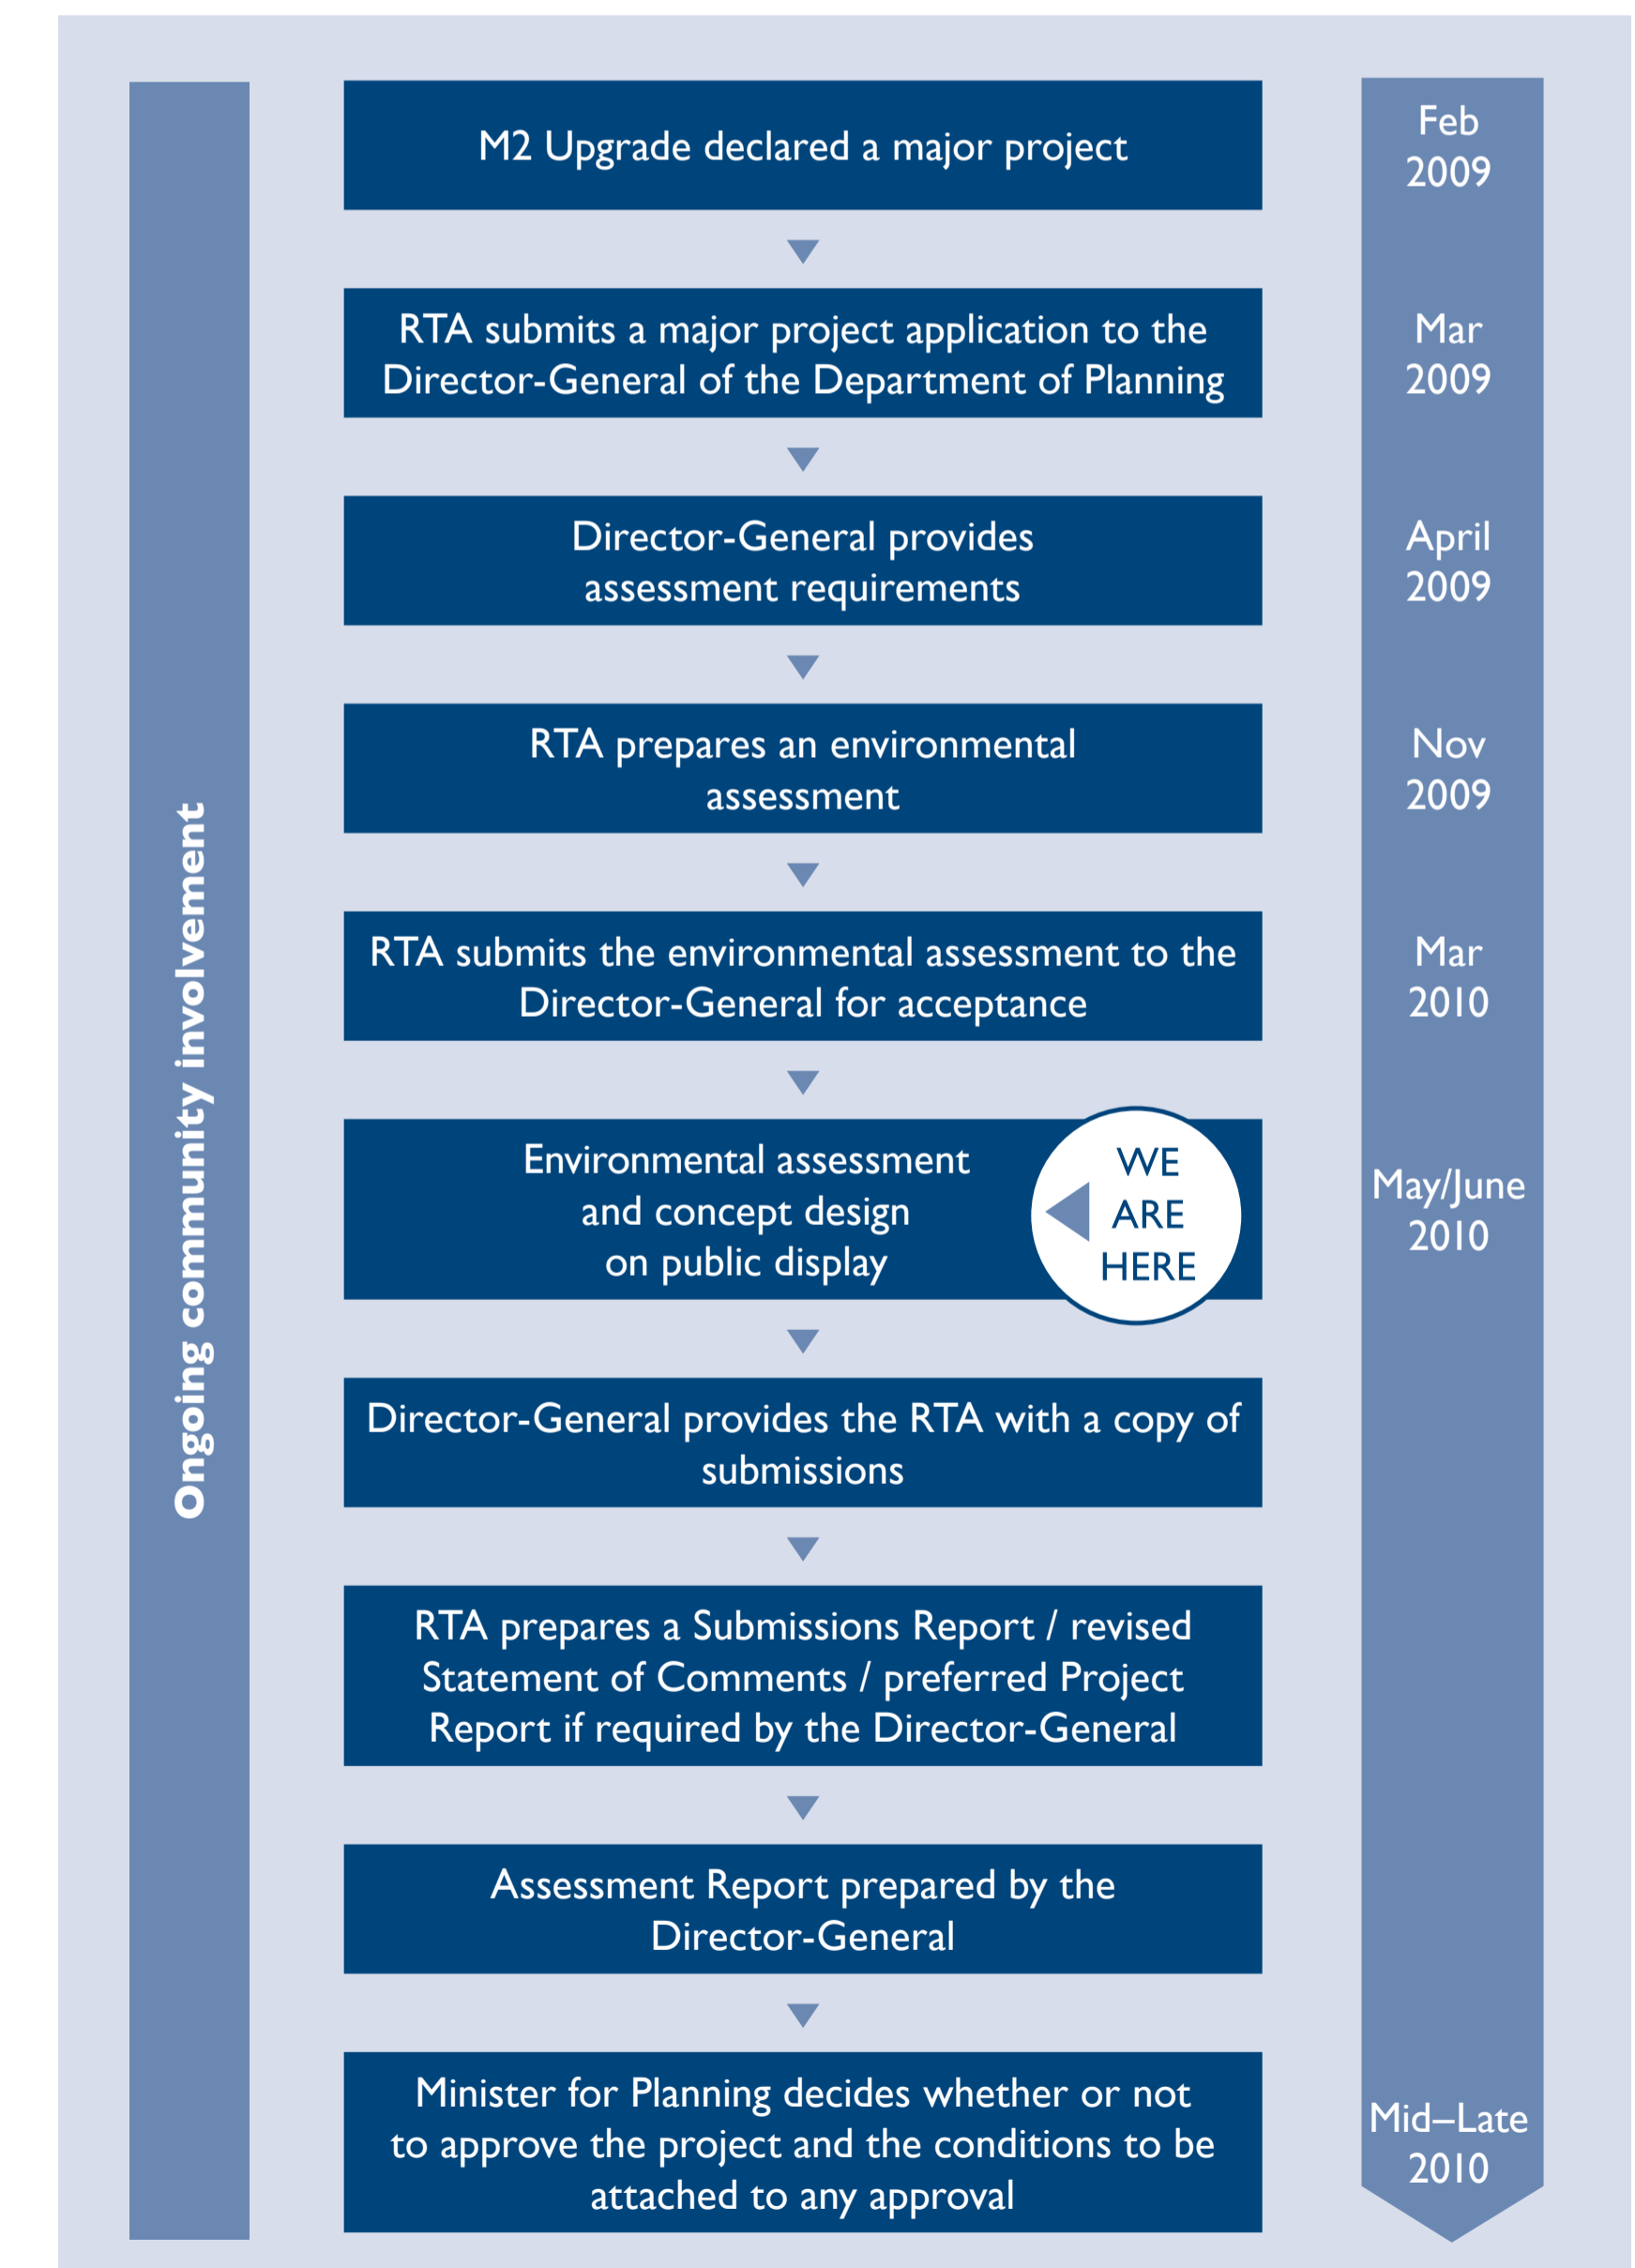 Ongoing community involvement
M2 Upgrade declared a major project
Feb
2009
RTA submits a major project application to the
Director-General of the Department of Planning
Mar
2009
Director-General provides
assessment requirements
April
2009
RTA prepares an environmental
assessment
Nov
2009
RTA submits the environmental assessment to the
Director-General for acceptance
Mar
2010
Environmental assessment
and concept design
on public display
WE
ARE
HERE
May/June
2010
Director-General provides the RTA with a copy of
submissions
RTA prepares a Submissions Report / revised
Statement of Comments / preferred Project
Report if required by the Director-General
Assessment Report prepared by the
Director-General
Minister for Planning decides whether or not
to approve the project and the conditions to be
attached to any approval
Mid–Late
2010